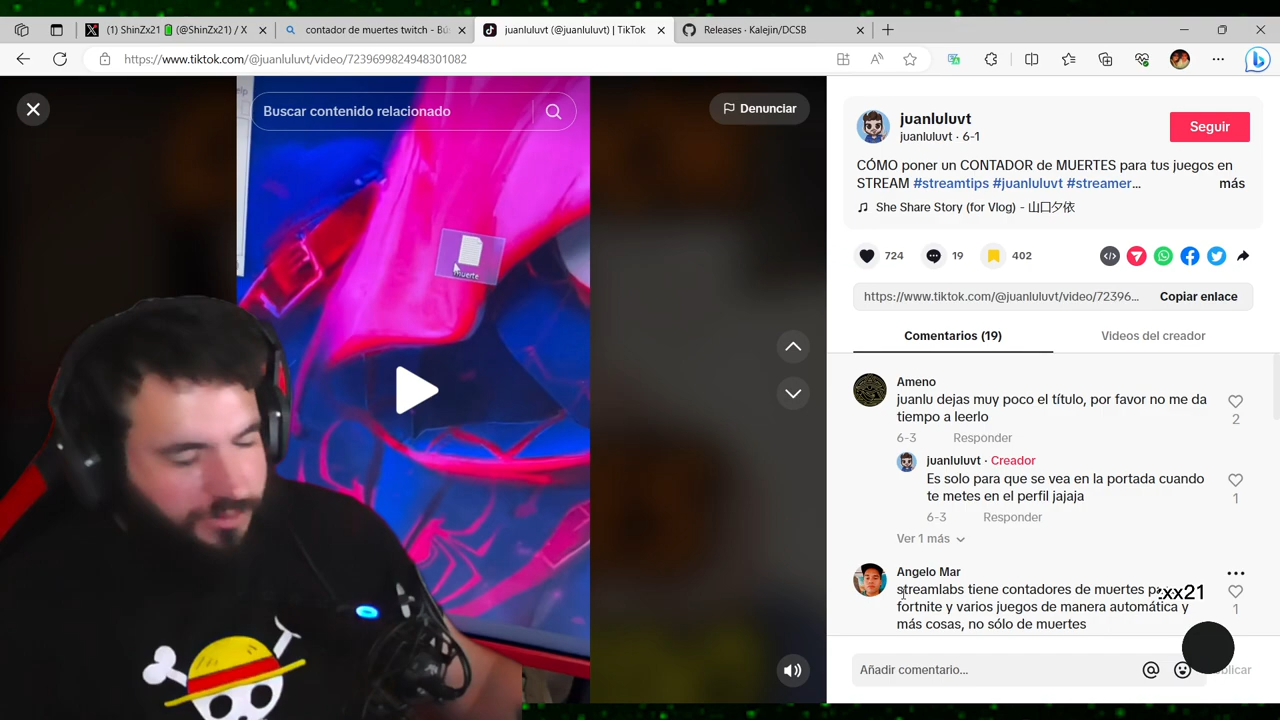 (1) ShinZx21 (@ShinZx21) / X
contador de muertes twitch - Bú
juanluluvt (@juanluluvt) | TikTok
Releases · Kalejin/DCSB
https://www.tiktok.com/@juanluluvt/video/7239699824948301082
Buscar contenido relacionado
Denunciar
muerte
juanluluvt
juanluluvt · 6-1
Seguir
CÓMO poner un CONTADOR de MUERTES para tus juegos en
STREAM #streamtips #juanluluvt #streamer...
más
She Share Story (for Vlog) - 山口夕依
724
19
402
https://www.tiktok.com/@juanluluvt/video/72396...
Copiar enlace
Comentarios (19)
Videos del creador
Ameno
juanlu dejas muy poco el título, por favor no me da
tiempo a leerlo
2
6-3
Responder
juanluluvt · Creador
Es solo para que se vea en la portada cuando
te metes en el perfil jajaja
1
6-3
Responder
Ver 1 más
Angelo Mar
streamlabs tiene contadores de muertes
xx21
fortnite y varios juegos de manera automática y
1
más cosas, no sólo de muertes
Añadir comentario...